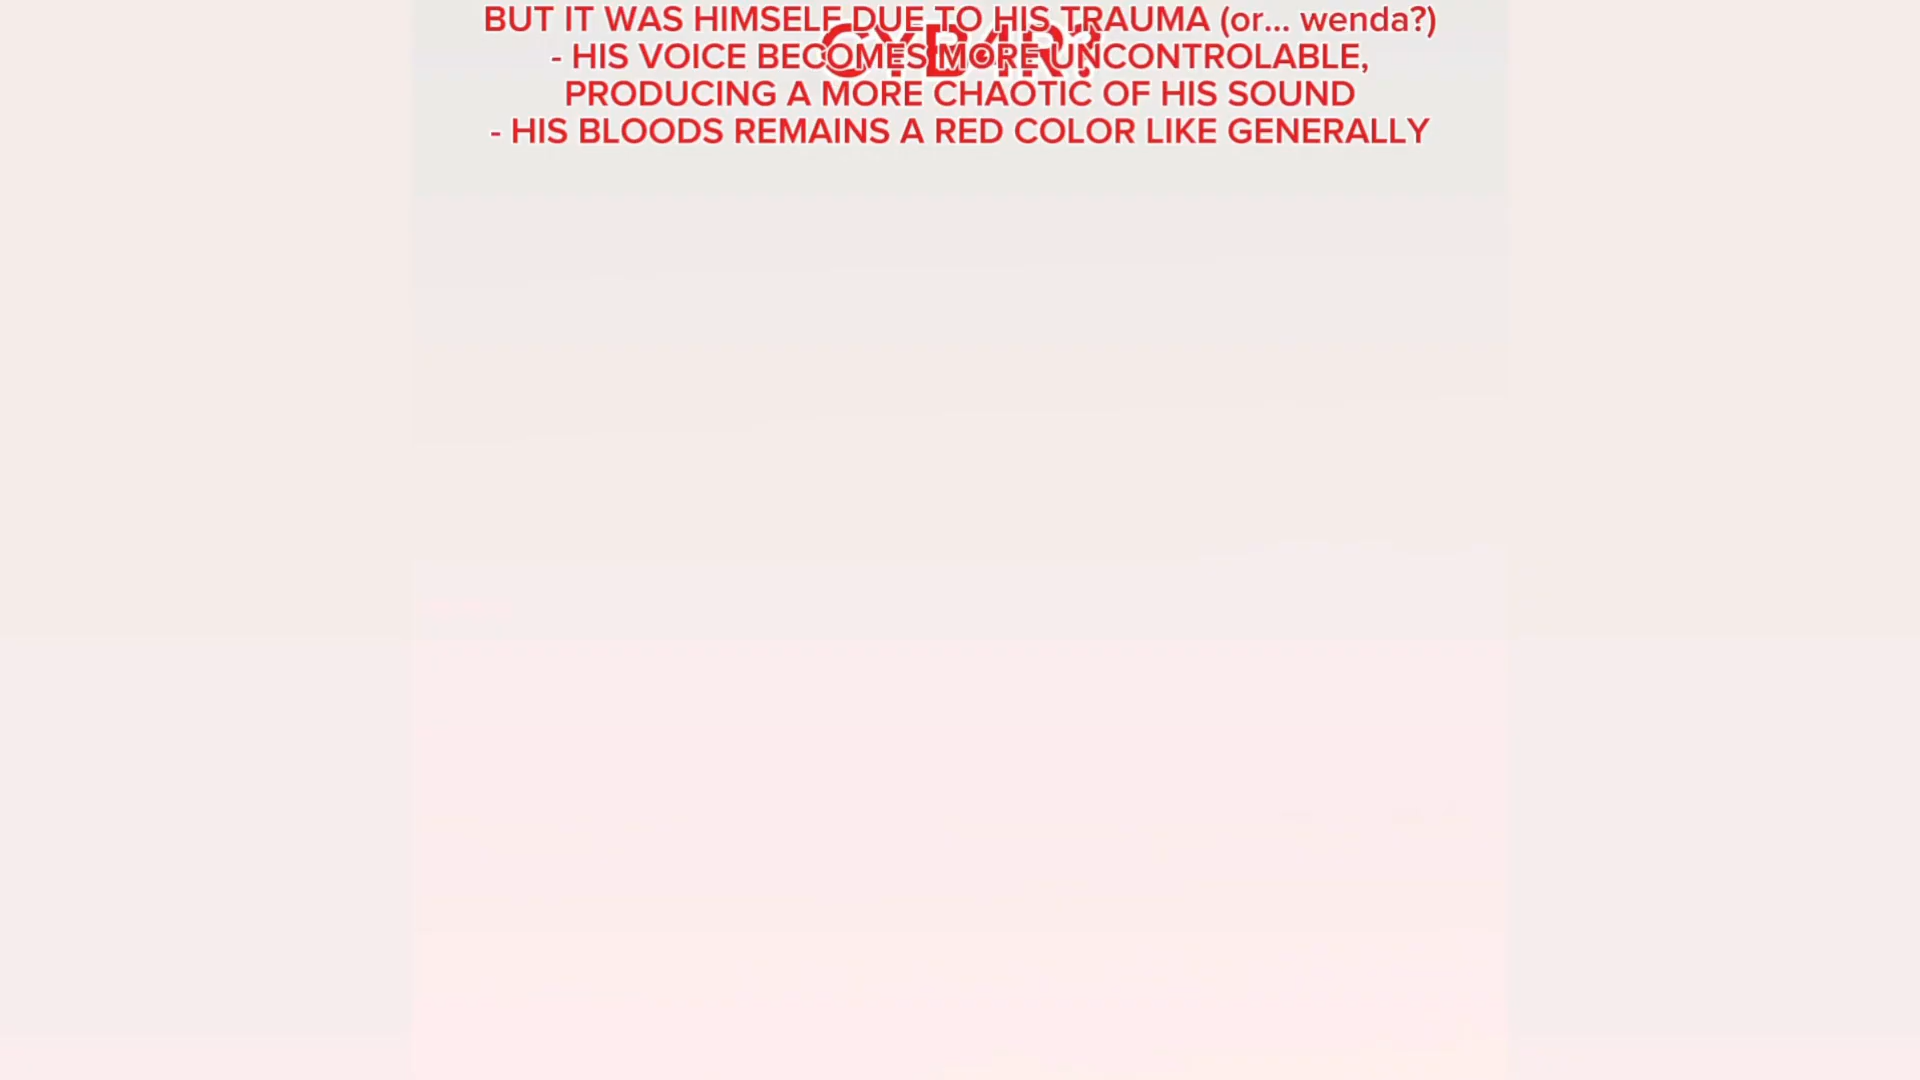 BUT IT WAS HIMSELF DUE TO HIS TRAUMA (or... wenda?)
- HIS VOICE BECOMES MORE UNCONTROLABLE,
PRODUCING A MORE CHAOTIC OF HIS SOUND
- HIS BLOODS REMAINS A RED COLOR LIKE GENERALLY